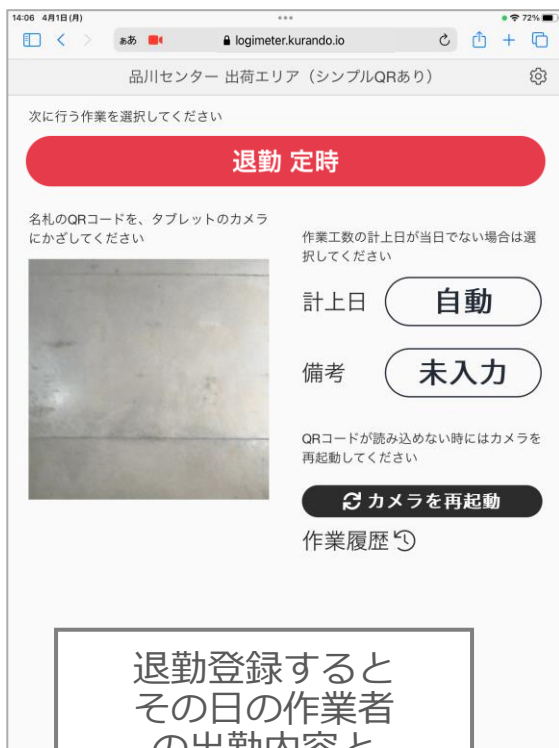 14:06 4月1日(月)
72%
ぁあ
logimeter.kurando.io
品川センター 出荷エリア（シンプルQRあり）
次に行う作業を選択してください
退勤 定時
名札のQRコードを、タブレットのカメラ
にかざしてください
作業工数の計上日が当日でない場合は選
択してください
計上日
自動
備考
未入力
QRコードが読み込めない時にはカメラを
再起動してください
カメラを再起動
作業履歴
退勤登録すると
その日の作業者
の出勤内容と